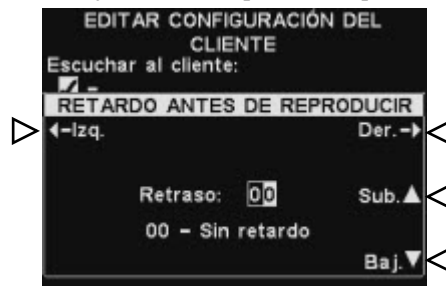 EDITAR CONFIGURACIÓN DEL
CLIENTE
Escuchar al cliente:
RETARDO ANTES DE REPRODUCIR
-Izq. Der.-
Retraso: 00 Sub.
00 - Sin retardo
Baj.